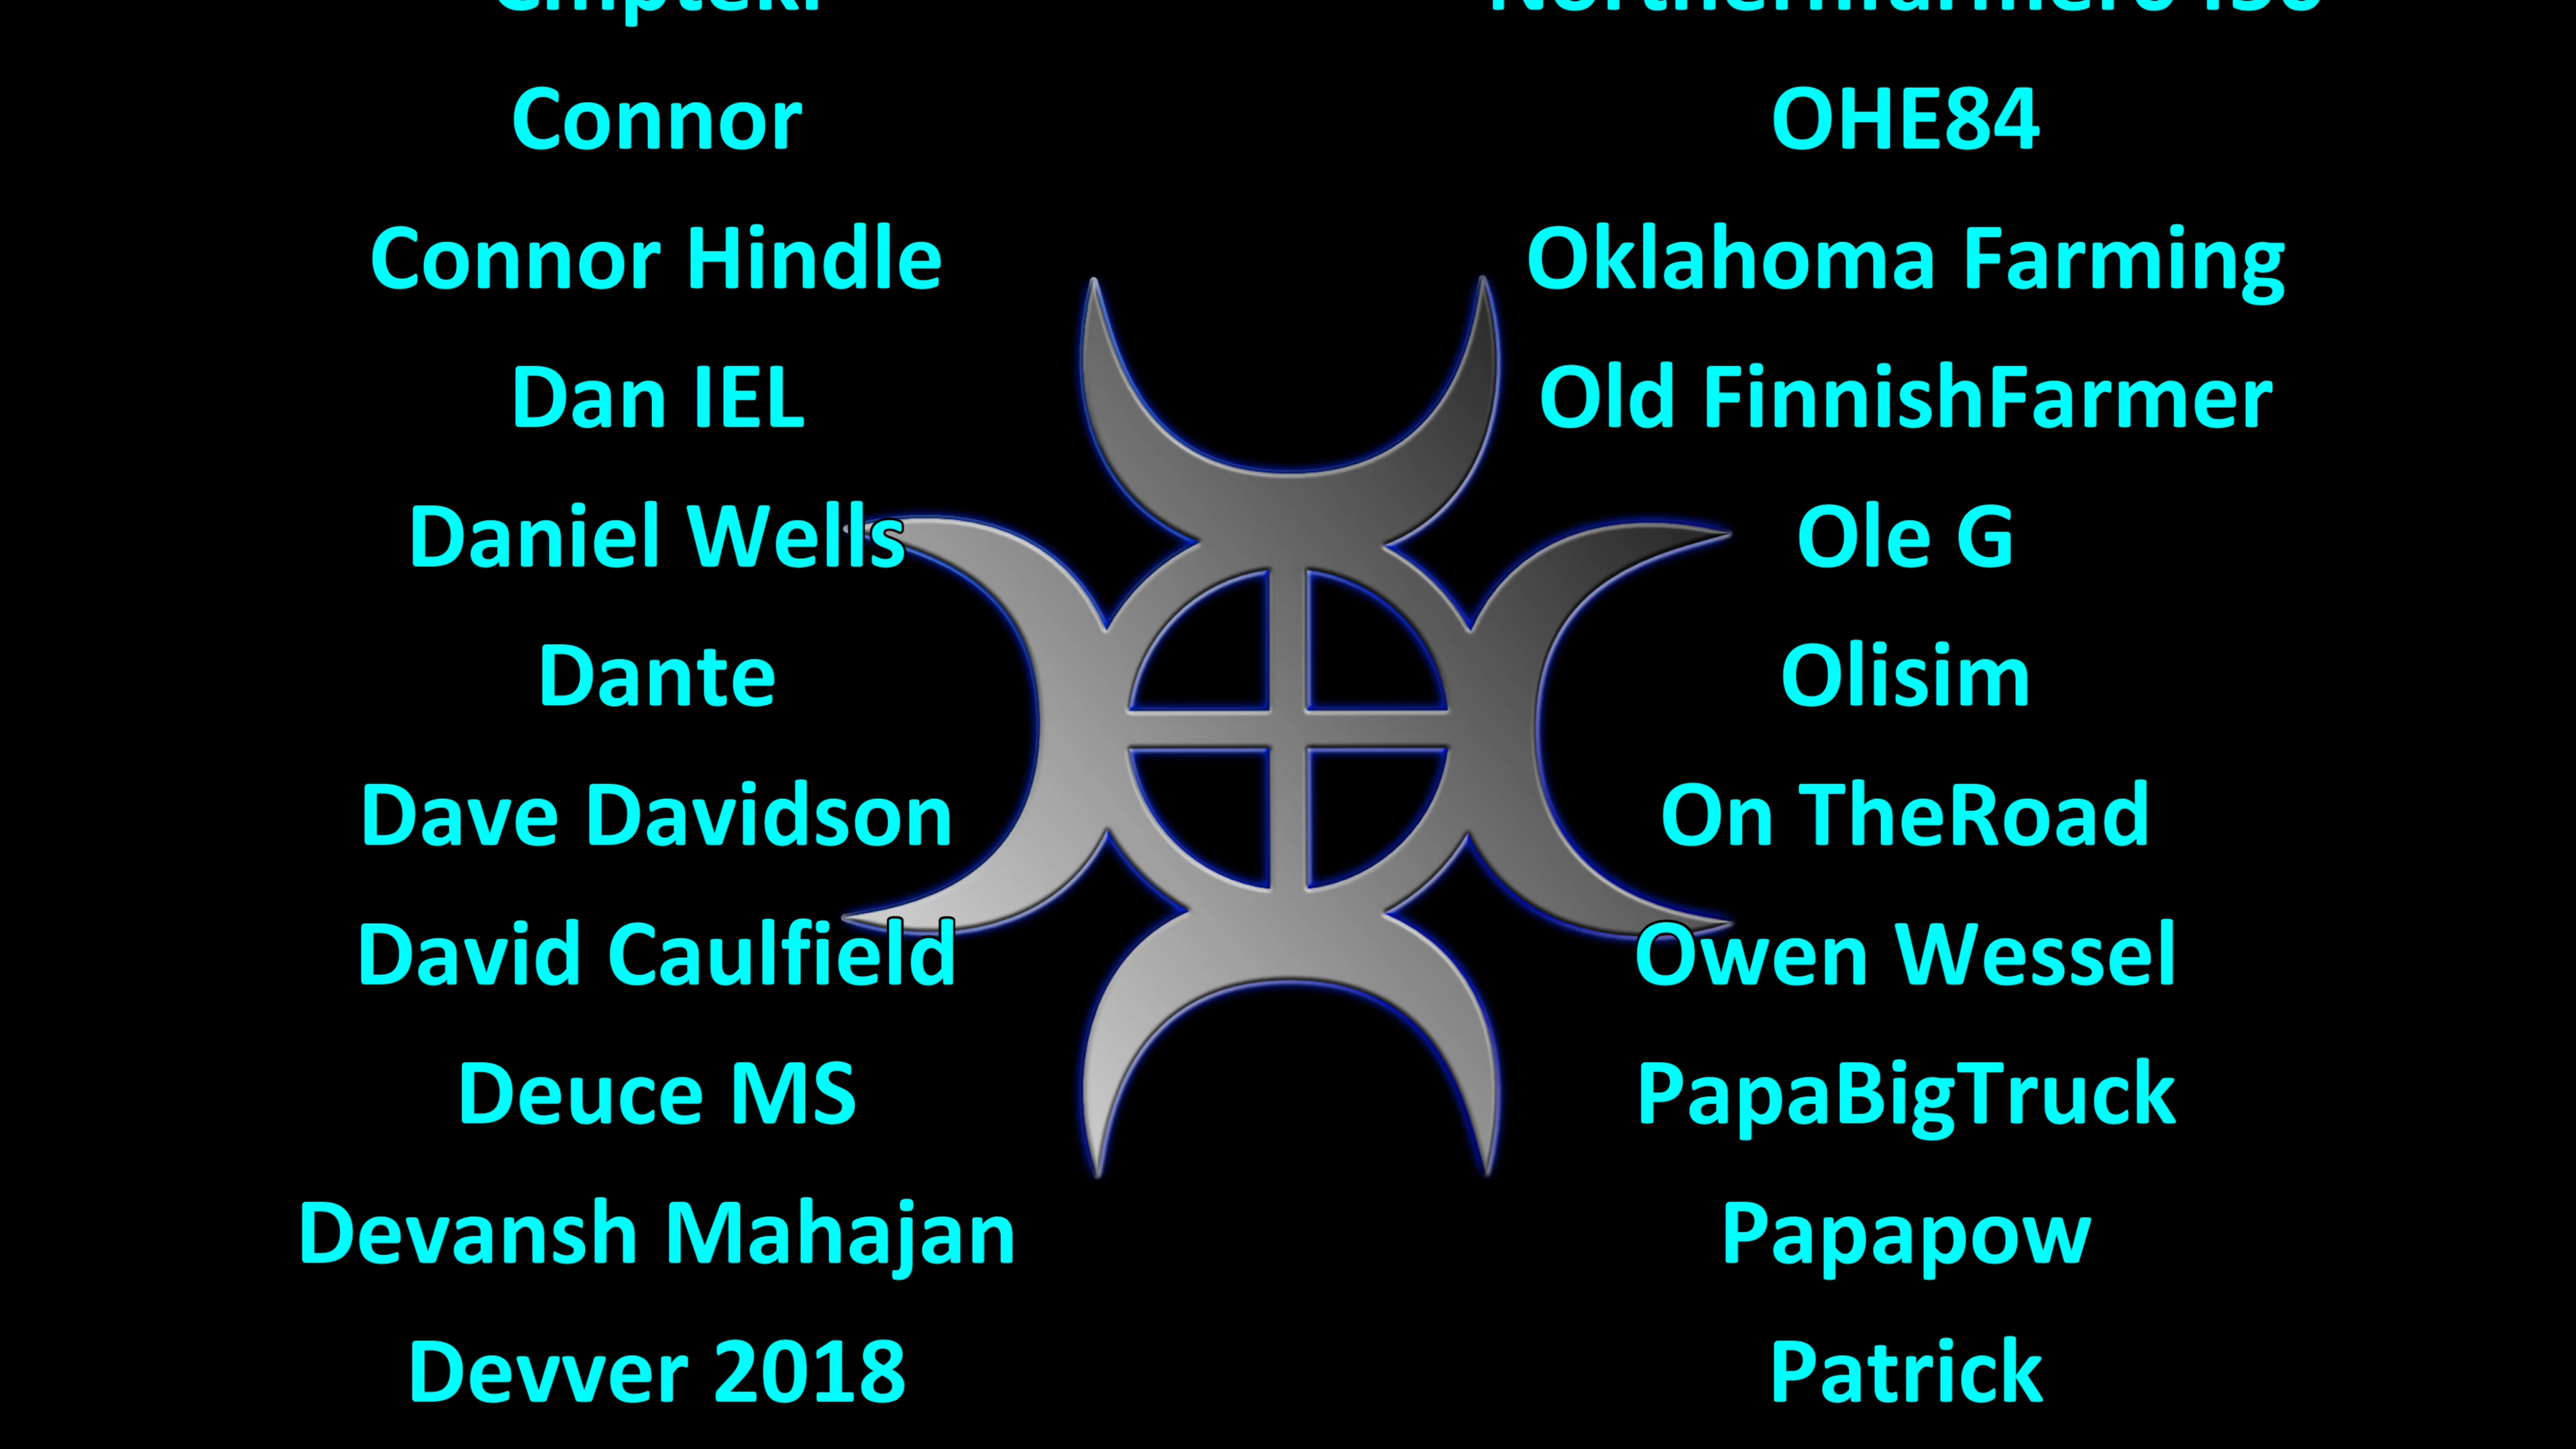 Connor
Connor Hindle
Dan IEL
Daniel Wells
Dante
Dave Davidson
David Caulfield
Deuce MS
Devansh Mahajan
Devver 2018
OHE84
Oklahoma Farming
Old FinnishFarmer
Ole G
Olisim
On TheRoad
Owen Wessel
PapaBigTruck
Papapow
Patrick